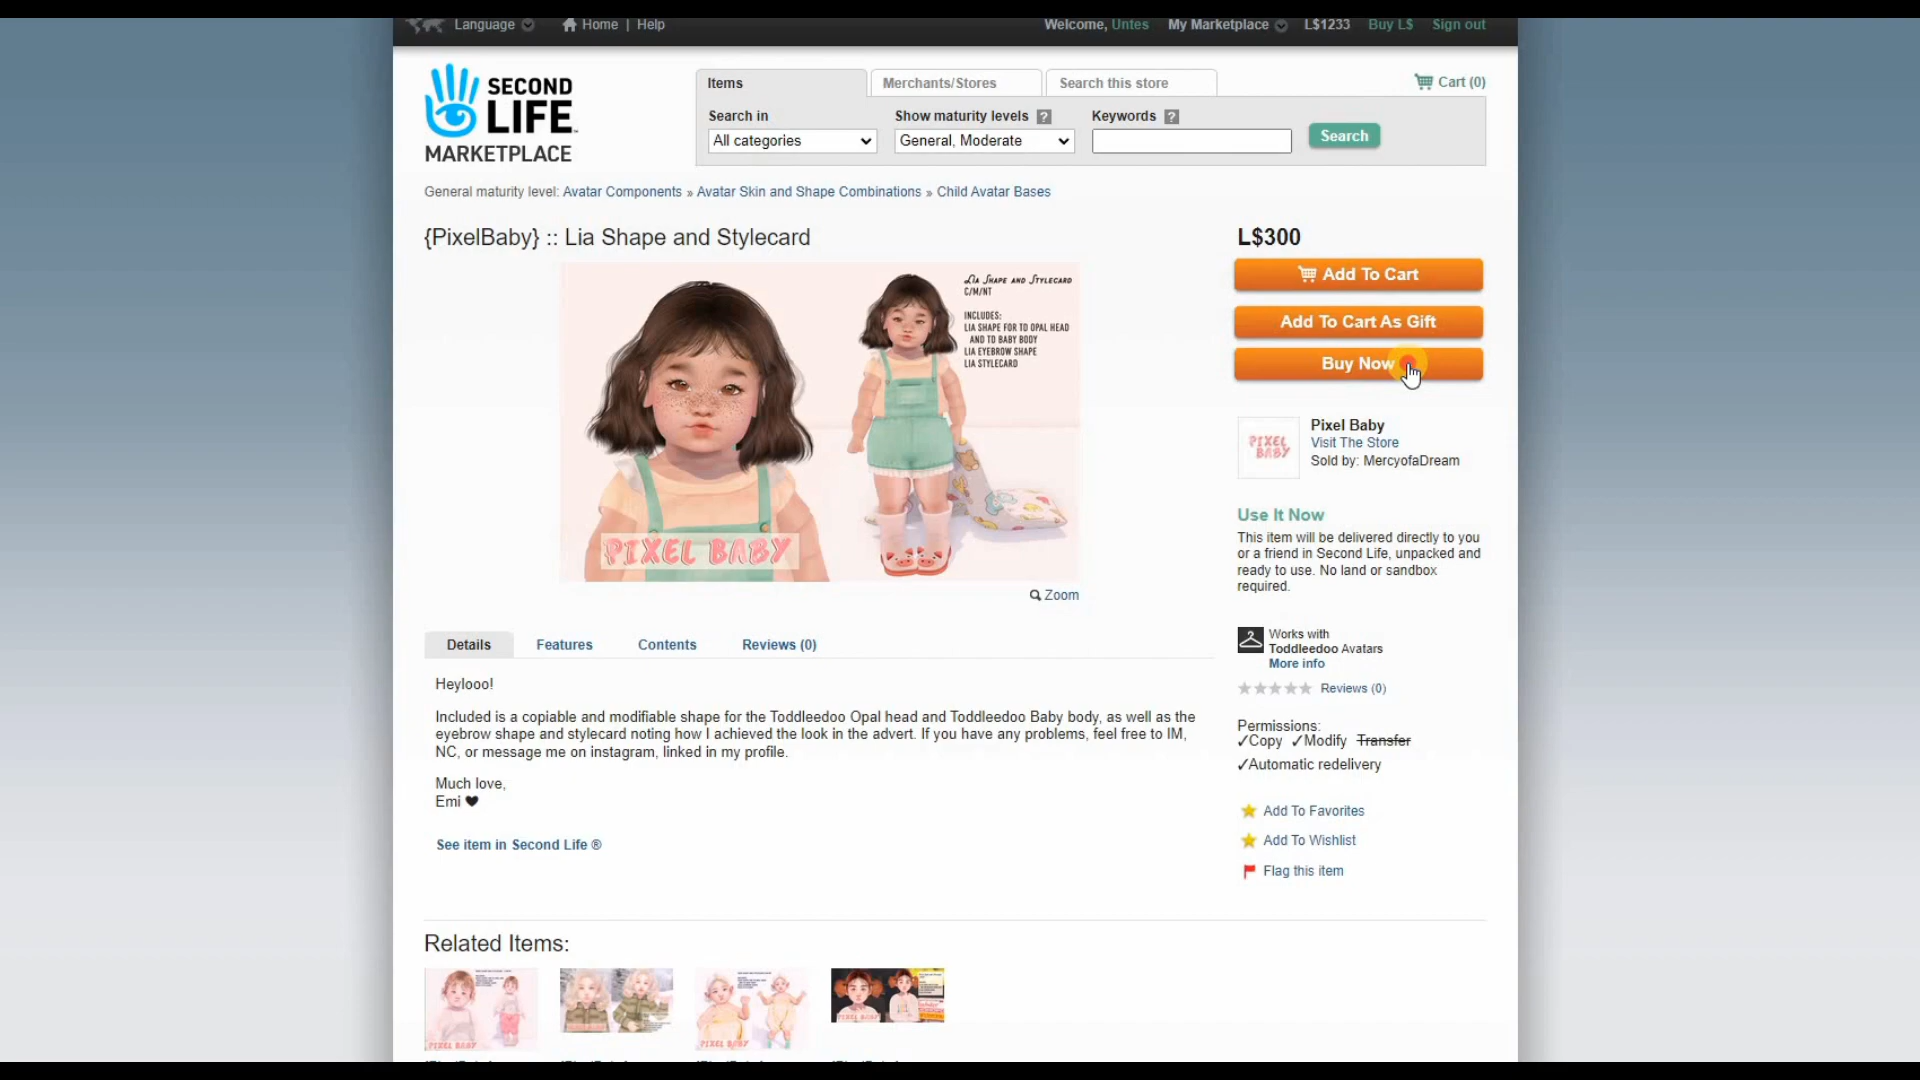 Language
Home | Help
Welcome, Untes
My Marketplace
L$1233
Buy L$
Sign out
SECOND
LIFE
MARKETPLACE
Items
Merchants/Stores
Search this store
Cart (0)
Search in
Show maturity levels ?
Keywords ?
All categories
General, Moderate
Search
General maturity level: Avatar Components » Avatar Skin and Shape Combinations » Child Avatar Bases
{PixelBaby} :: Lia Shape and Stylecard
LIA SHAPE AND STYLECARD
C/M/NT
INCLUDES:
LIA SHAPE FOR TD OPAL HEAD
AND TD BABY BODY
LIA EYEBROW SHAPE
LIA STYLECARD
PIXEL BABY
Zoom
L$300
Add To Cart
Add To Cart As Gift
Buy Now
PIXEL
BABY
Pixel Baby
Visit The Store
Sold by: MercyofaDream
Use It Now
This item will be delivered directly to you
or a friend in Second Life, unpacked and
ready to use. No land or sandbox
required.
Works with
Toddleedoo Avatars
More info
Reviews (0)
Permissions:
✓Copy ✓Modify Transfer
✓Automatic redelivery
Add To Favorites
Add To Wishlist
Flag this item
Details
Features
Contents
Reviews (0)
Heylooo!
Included is a copiable and modifiable shape for the Toddleedoo Opal head and Toddleedoo Baby body, as well as the
eyebrow shape and stylecard noting how I achieved the look in the advert. If you have any problems, feel free to IM,
NC, or message me on instagram, linked in my profile.
Much love,
Emi ♥
See item in Second Life ®
Related Items:
PIXEL BABY
PIXEL BABY
PIXEL BABY